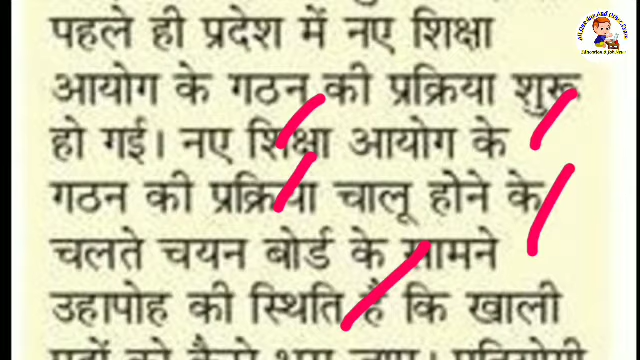 पहले ही प्रदेश में नए शिक्षा
आयोग के गठन की प्रक्रिया शुरू
हो गई। नए शिक्षा आयोग के
गठन की प्रक्रिया चालू होने के
चलते चयन बोर्ड के सामने
उहापोह की स्थिति है कि खाली